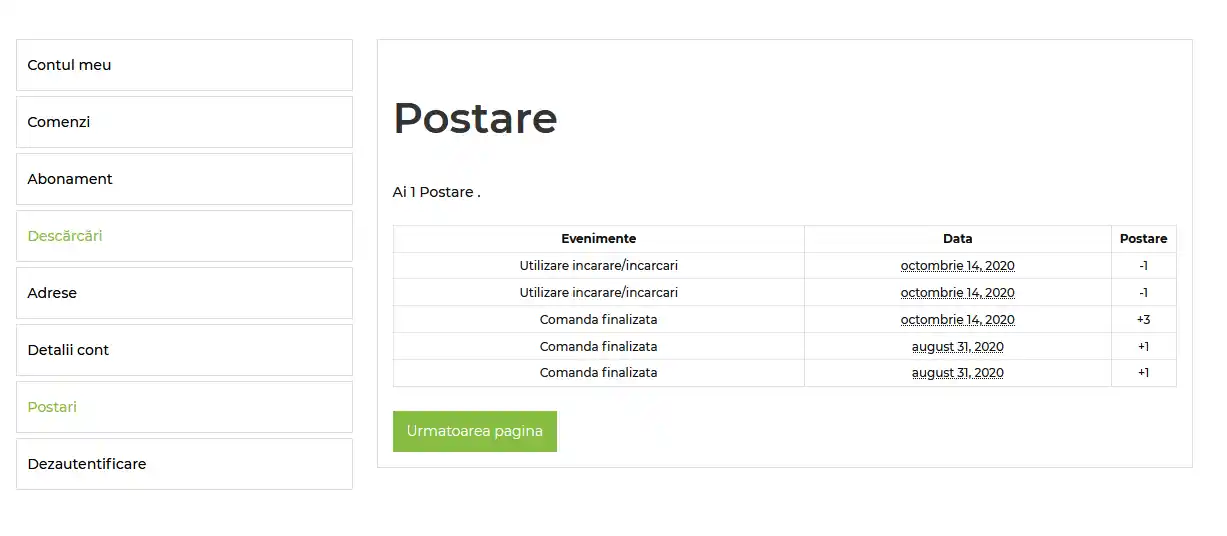 Contul meu
Comenzi
Abonament
Descărcări
Adrese
Detalii cont
Postari
Dezautentificare
Postare
Ai 1 Postare .
Evenimente Data Postare
Utilizare incarare/incarcari octombrie 14, 2020 -1
Utilizare incarare/incarcari octombrie 14, 2020 -1
Comanda finalizata octombrie 14, 2020 +3
Comanda finalizata august 31, 2020 +1
Comanda finalizata august 31, 2020 +1
Urmatoarea pagina